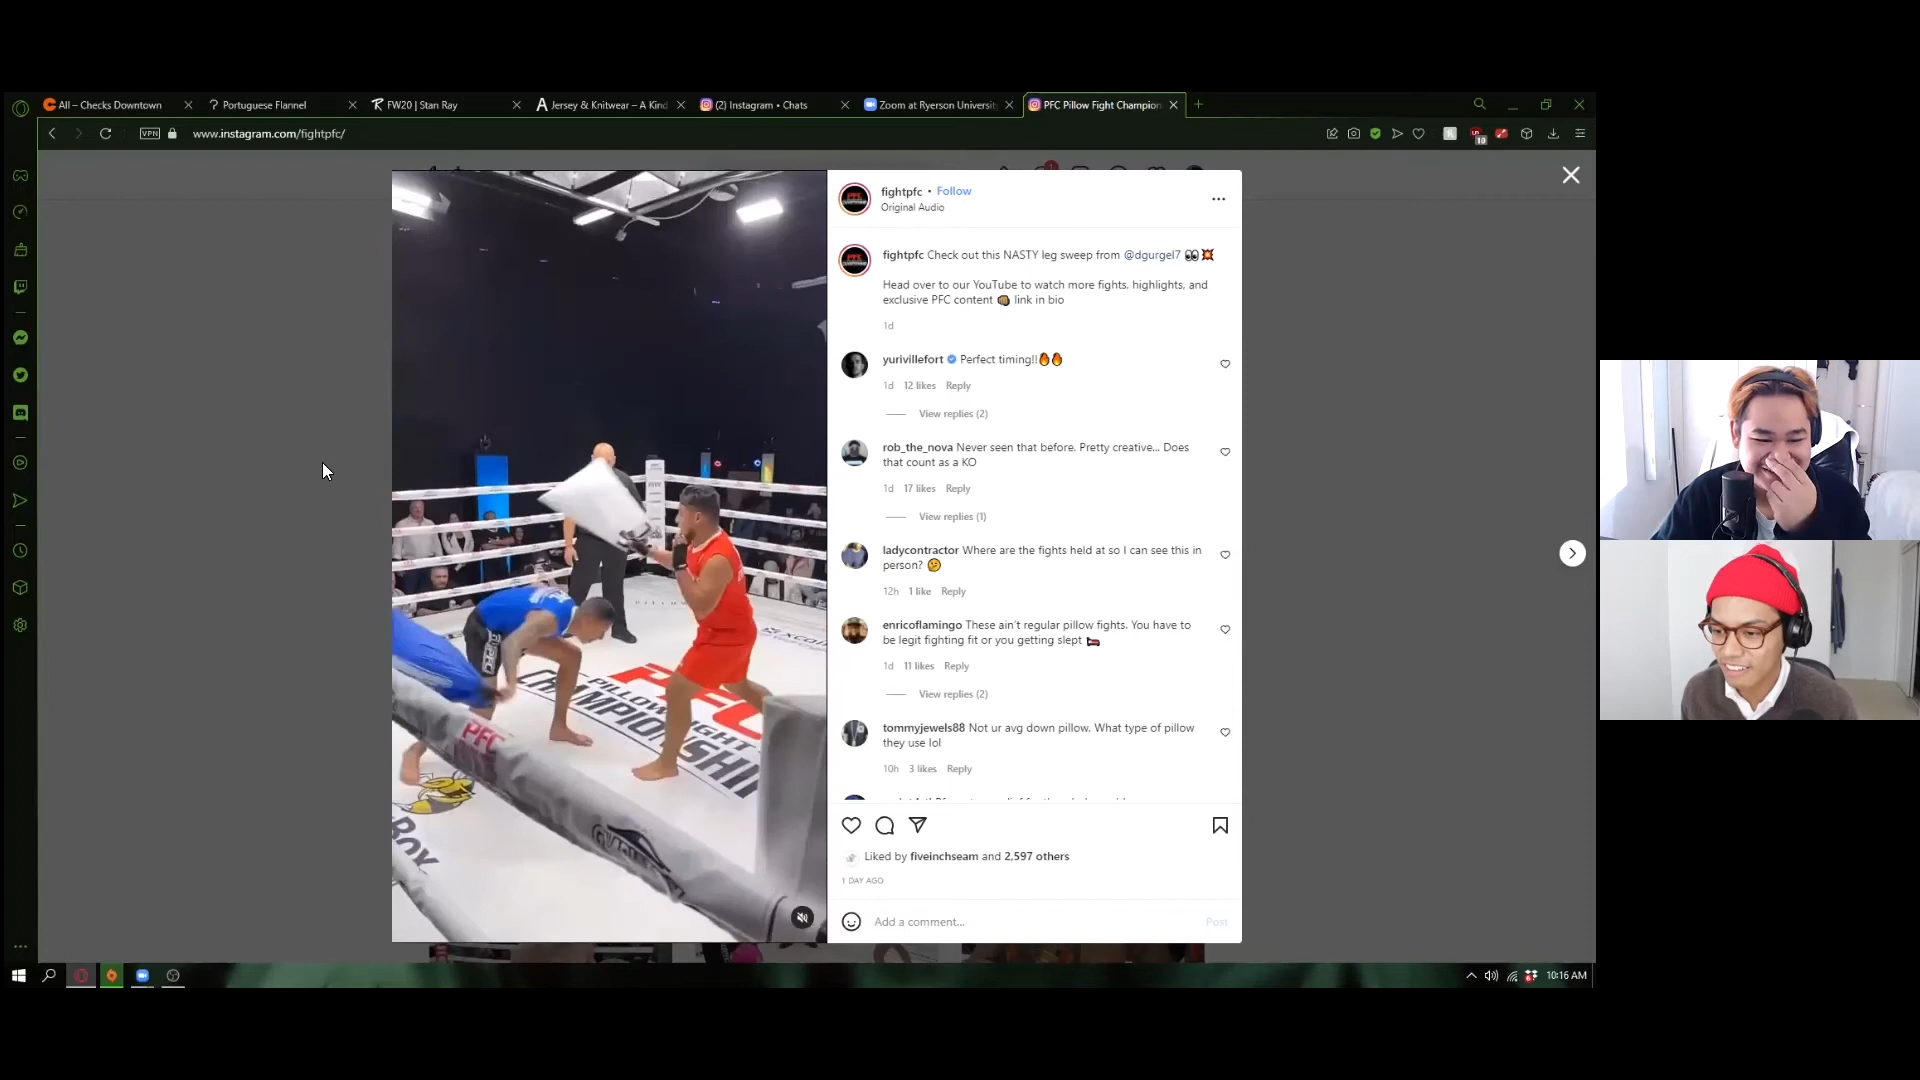 All – Checks Downtown
Portuguese Flannel
FW20 | Stan Ray
Jersey & Knitwear – A Kind
(2) Instagram • Chats
Zoom at Ryerson Universit
PFC Pillow Fight Champion
VPN
www.instagram.com/fightpfc/
10
fightpfc • Follow
Original Audio
fightpfc Check out this NASTY leg sweep from @dgurgel7 👀💥
Head over to our YouTube to watch more fights, highlights, and
exclusive PFC content 👊🏽 link in bio
1d
yurivillefort Perfect timing!!🔥🔥
1d 12 likes Reply
View replies (2)
rob_the_nova Never seen that before. Pretty creative... Does
that count as a KO
1d 17 likes Reply
View replies (1)
ladycontractor Where are the fights held at so I can see this in
person? 🤔
12h 1 like Reply
enricoflamingo These ain't regular pillow fights. You have to
be legit fighting fit or you getting slept 🛏️
1d 11 likes Reply
View replies (2)
tommyjewels88 Not ur avg down pillow. What type of pillow
they use lol
10h 3 likes Reply
Liked by fiveinchseam and 2,597 others
1 DAY AGO
Add a comment...
Post
PFC
PILLOW FIGHT
CHAMPIONSHIP
PFC
BOX
10:16 AM